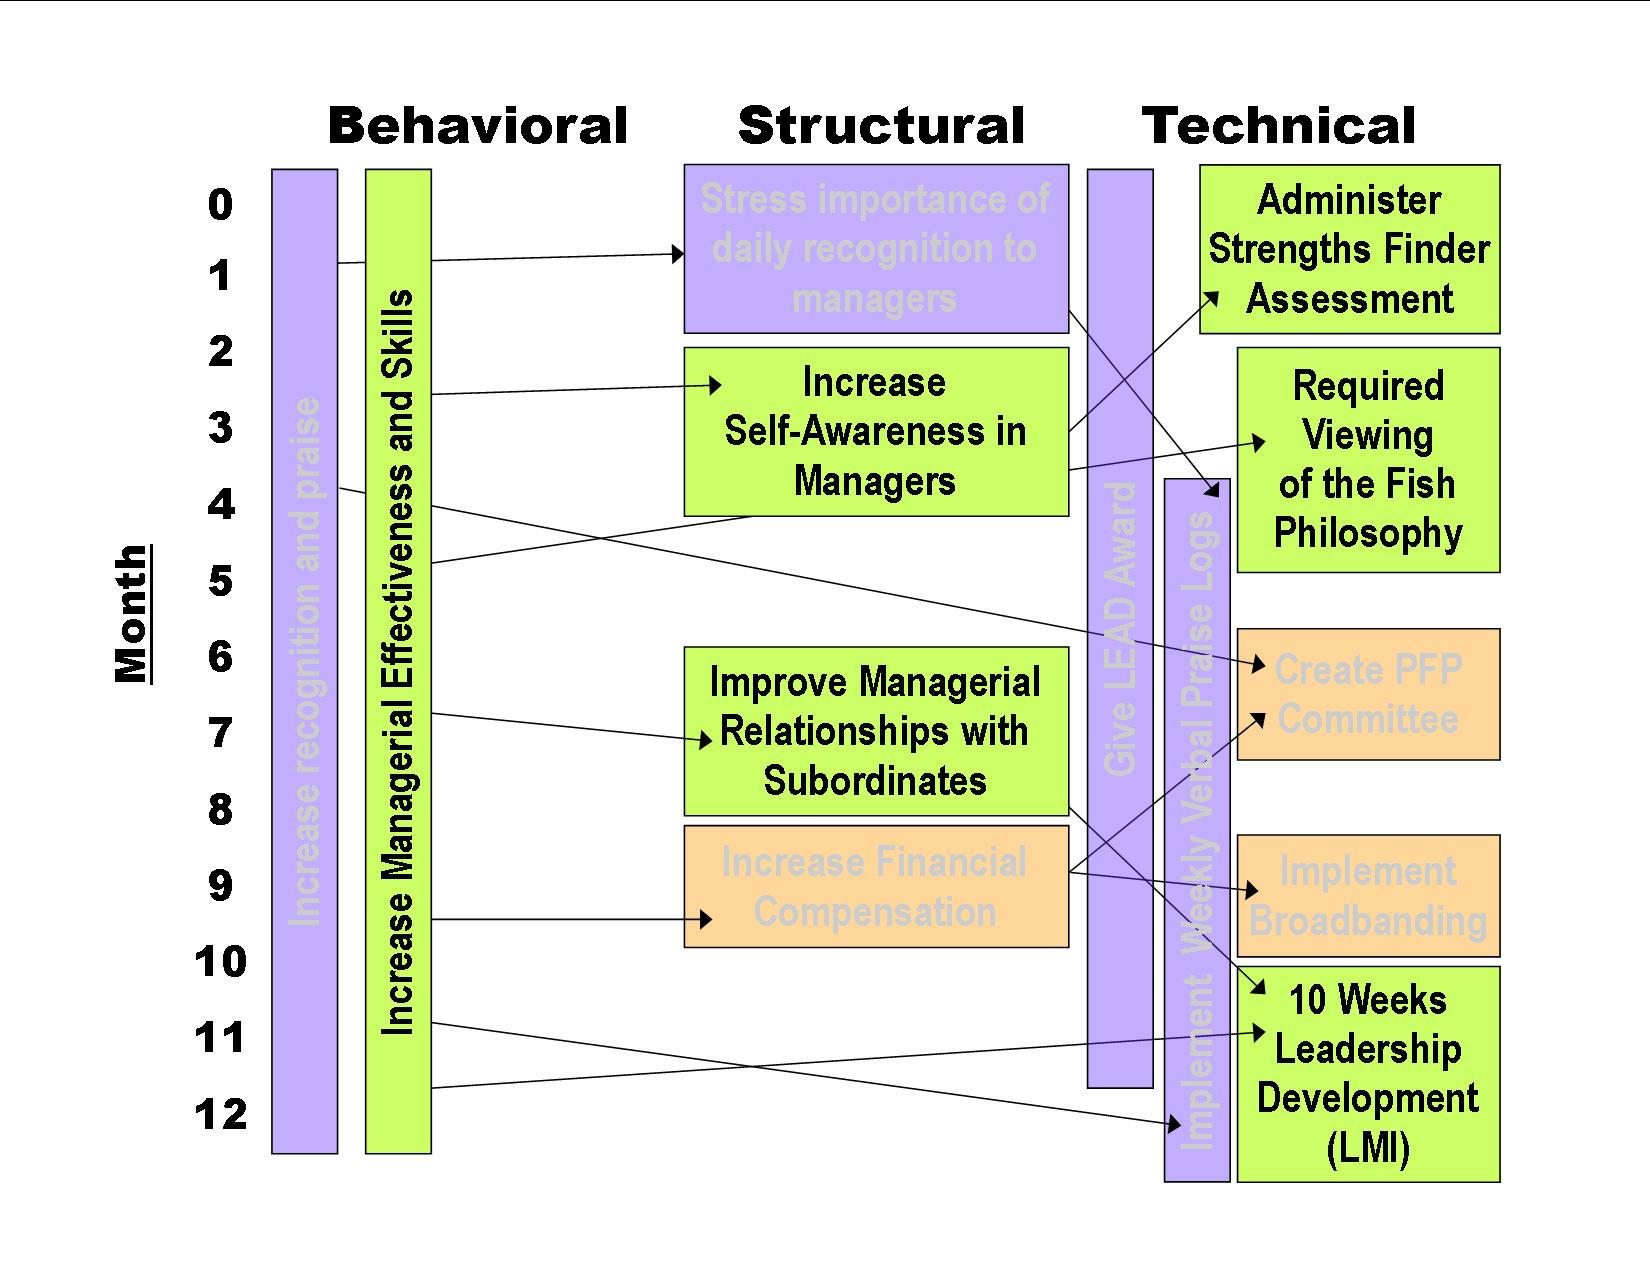 Behavioral
Structural
Technical
Month
0
1
2
3
4
5
6
7
8
9
10
11
12
Increase recognition and praise
Increase Managerial Effectiveness and Skills
Stress importance of
daily recognition to
managers
Increase
Self-Awareness in
Managers
Improve Managerial
Relationships with
Subordinates
Increase Financial
Compensation
Give LEAD Award
Implement Weekly Verbal Praise Logs
Administer
Strengths Finder
Assessment
Required
Viewing
of the Fish
Philosophy
Create PFP
Committee
Implement
Broadbanding
10 Weeks
Leadership
Development
(LMI)